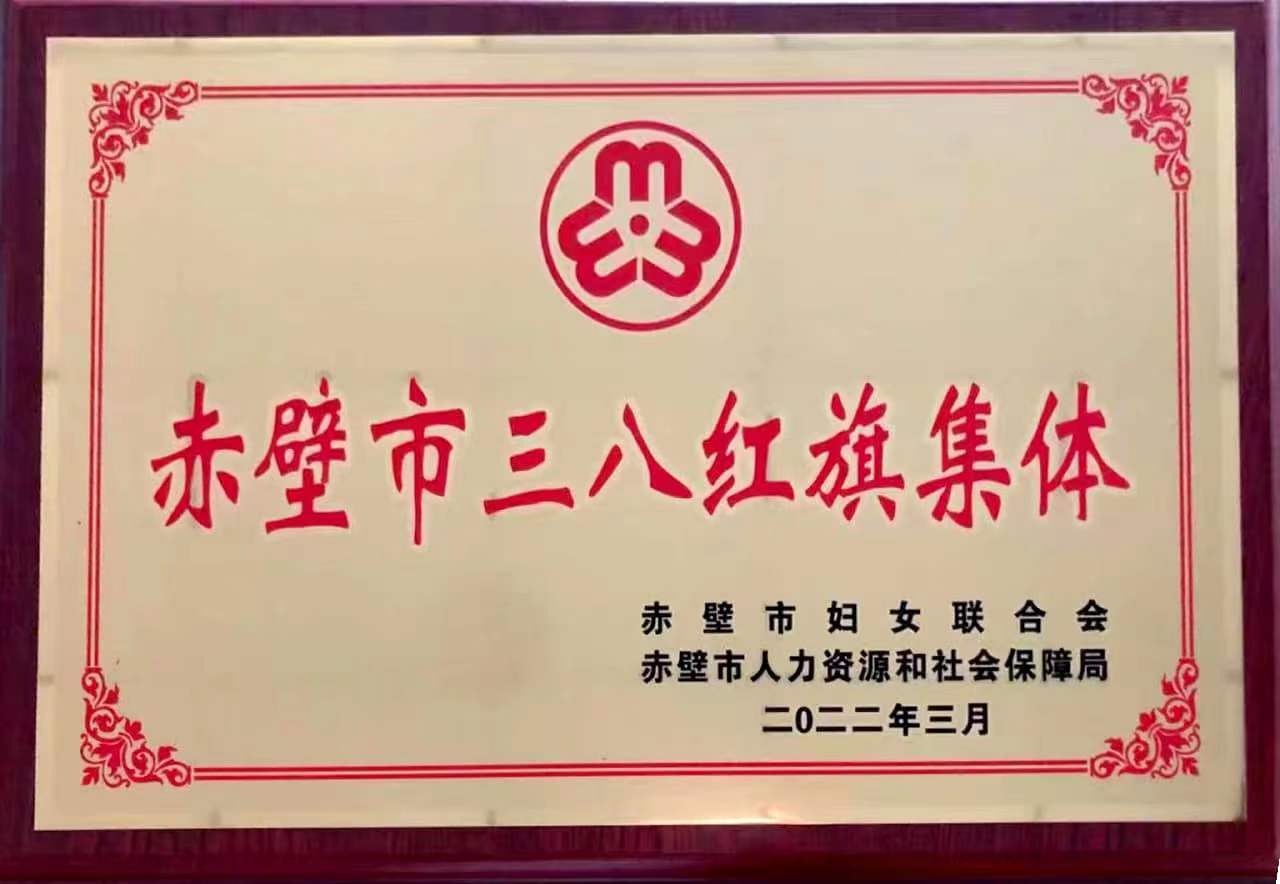 赤壁市三八红旗集体
赤壁市妇女联合会
赤壁市人力资源和社会保障局
二0二二年三月